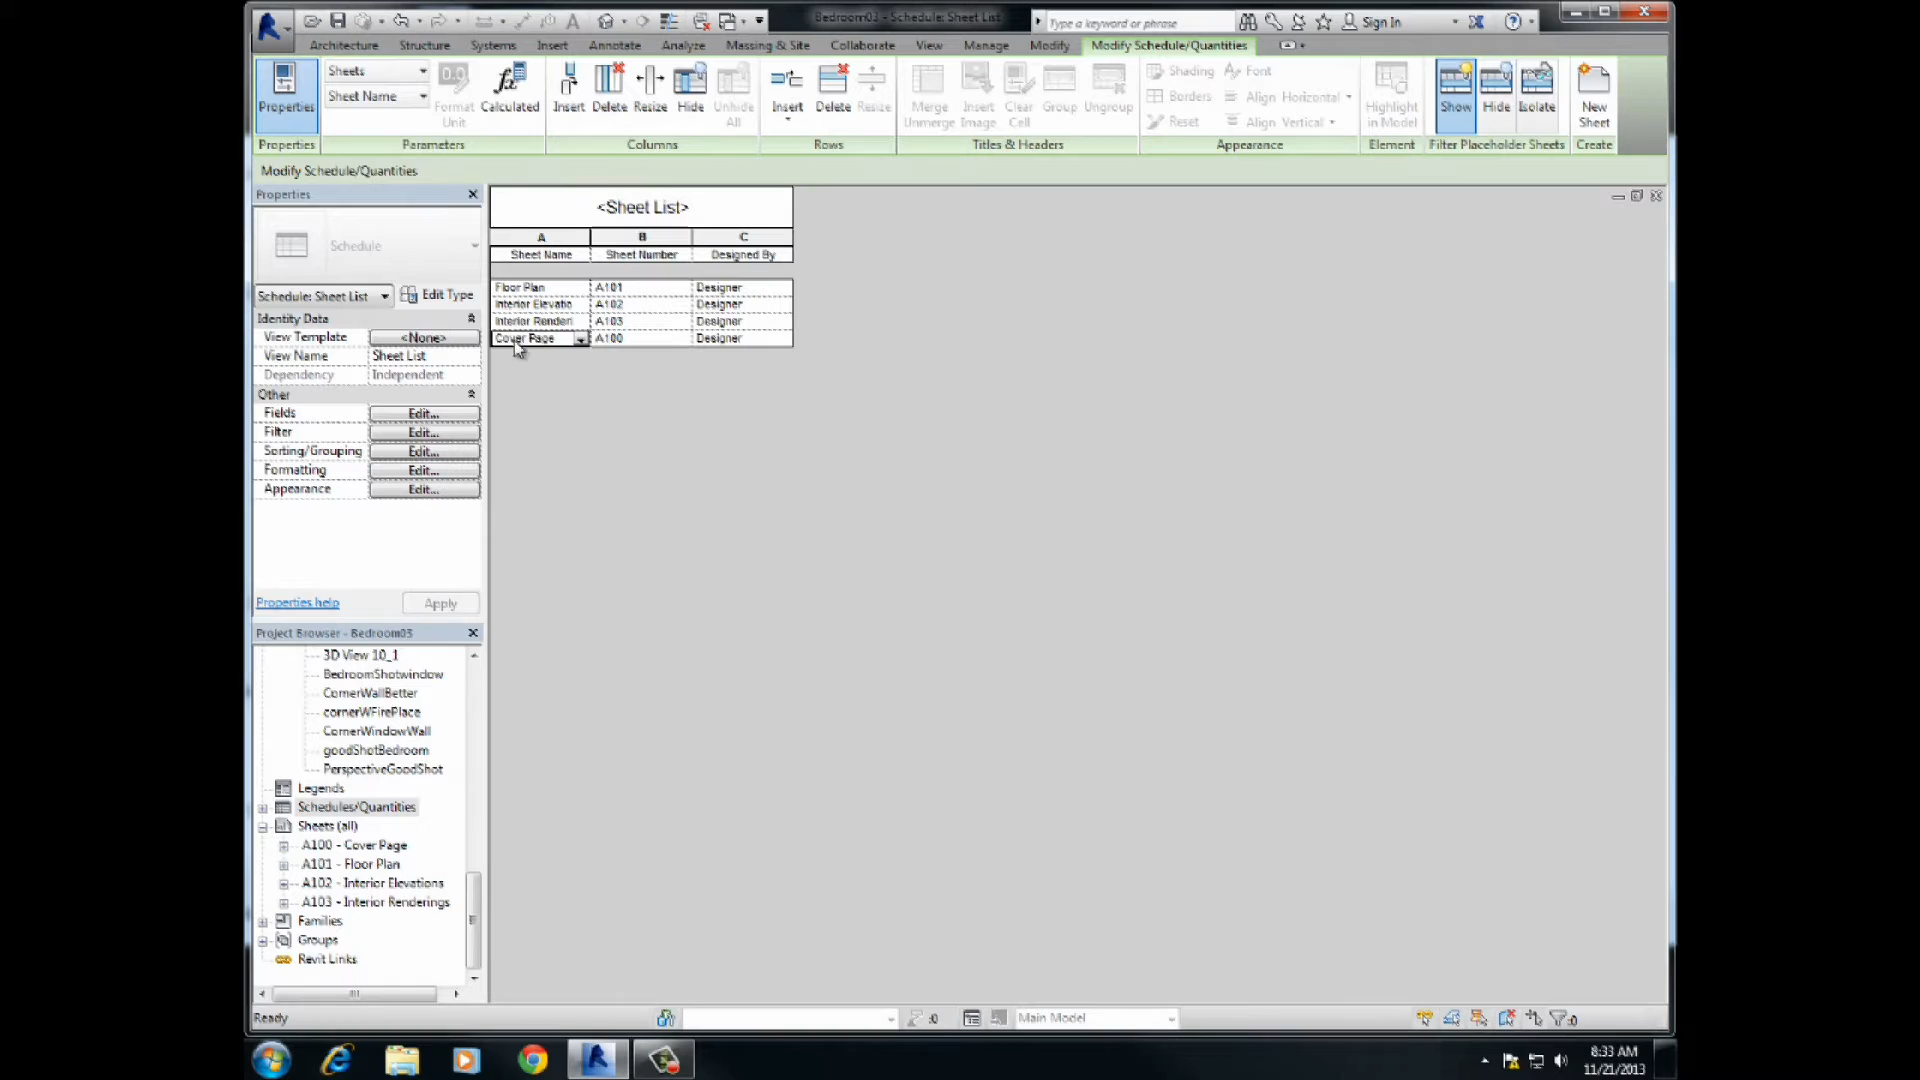 Bedroom03 - Schedule: Sheet List
Type a keyword or phrase
Sign In
Architecture Structure Systems Insert Annotate Analyze Massing & Site Collaborate View Manage Modify Modify Schedule/Quantities
Properties
Sheets
Sheet Name
0.0
Format
Unit
Calculated
Insert Delete Resize Hide Unhide
All
Insert Delete Resize
Merge
Unmerge
Insert
Image
Clear
Cell
Group Ungroup
Shading Font
Borders Align Horizontal
Reset Align Vertical
Highlight
in Model
Show Hide Isolate
New
Sheet
Properties Parameters Columns Rows Titles & Headers Appearance Element Filter Placeholder Sheets Create
Modify Schedule/Quantities
Properties
Schedule
Schedule: Sheet List Edit Type
Identity Data
View Template <None>
View Name Sheet List
Dependency Independent
Other
Fields Edit...
Filter Edit...
Sorting/Grouping Edit...
Formatting Edit...
Appearance Edit...
Properties help Apply
<Sheet List>
A B C
Sheet Name Sheet Number Designed By
Floor Plan A101 Designer
Interior Elevatio A102 Designer
Interior Renderi A103 Designer
Cover Page A100 Designer
Project Browser - Bedroom03
3D View 10_1
BedroomShotwindow
CornerWallBetter
cornerWFirePlace
CornerWindowWall
goodShotBedroom
PerspectiveGoodShot
Legends
Schedules/Quantities
Sheets (all)
A100 - Cover Page
A101 - Floor Plan
A102 - Interior Elevations
A103 - Interior Renderings
Families
Groups
Revit Links
Ready
:0
Main Model
:0
8:33 AM
11/21/2013